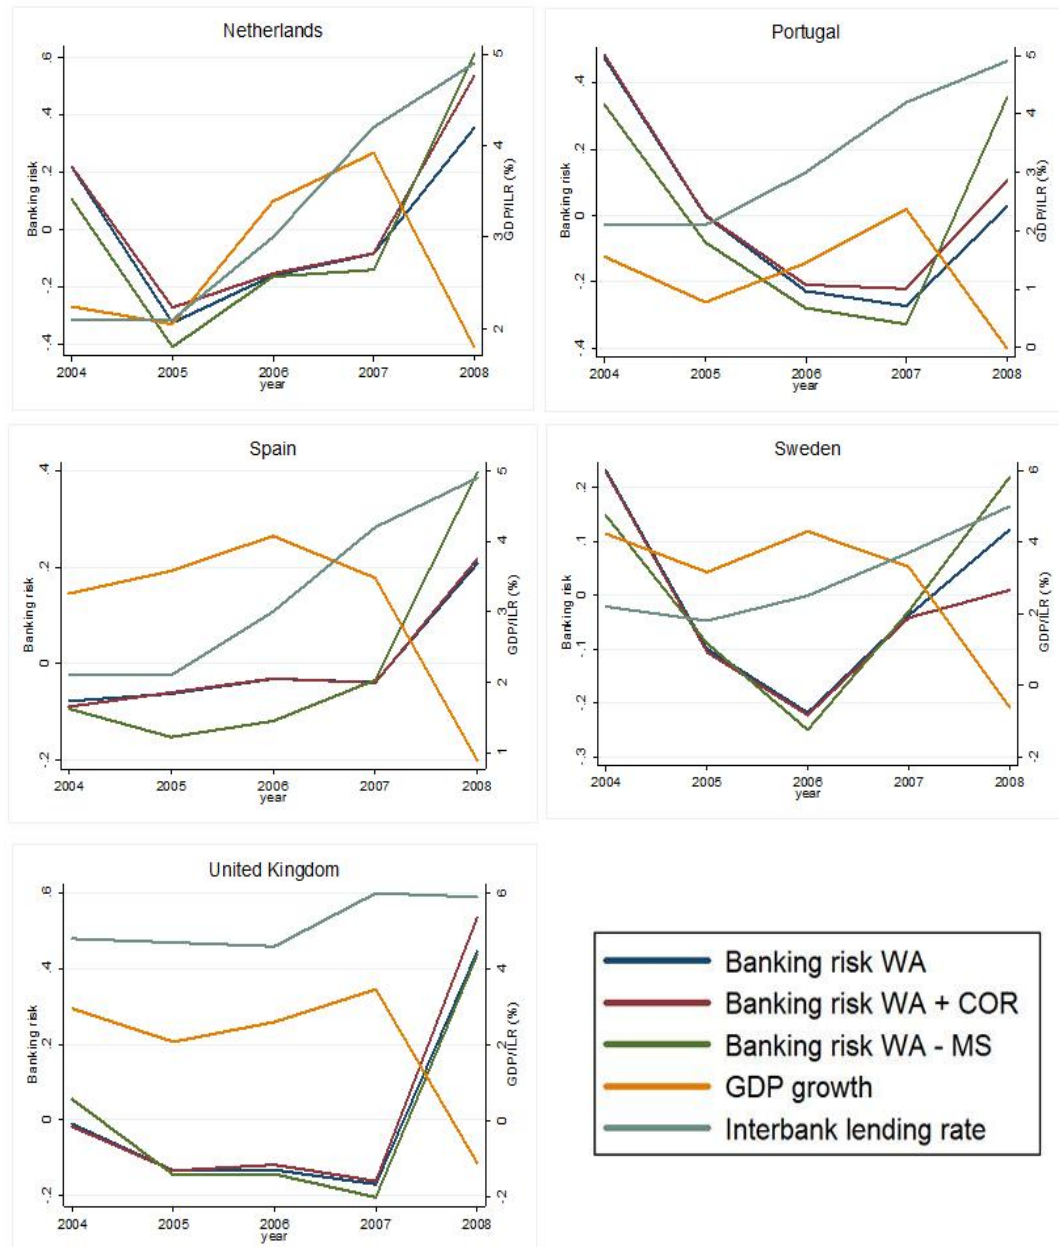 Netherlands
Banking risk
.6
.4
.2
0
-.2
-.4
5
4
3
2
GDP/ILR (%)
2004 2005 2006 2007 2008
year
Portugal
Banking risk
.4
.2
0
-.2
-.4
5
4
3
2
1
0
GDP/ILR (%)
2004 2005 2006 2007 2008
year
Spain
Banking risk
.4
.2
0
-.2
5
4
3
2
1
GDP/ILR (%)
2004 2005 2006 2007 2008
year
Sweden
Banking risk
.2
.1
0
-.1
-.2
-.3
6
4
2
0
-2
GDP/ILR (%)
2004 2005 2006 2007 2008
year
United Kingdom
Banking risk
.6
.4
.2
0
-.2
6
4
2
0
-2
GDP/ILR (%)
2004 2005 2006 2007 2008
year
Banking risk WA
Banking risk WA + COR
Banking risk WA - MS
GDP growth
Interbank lending rate